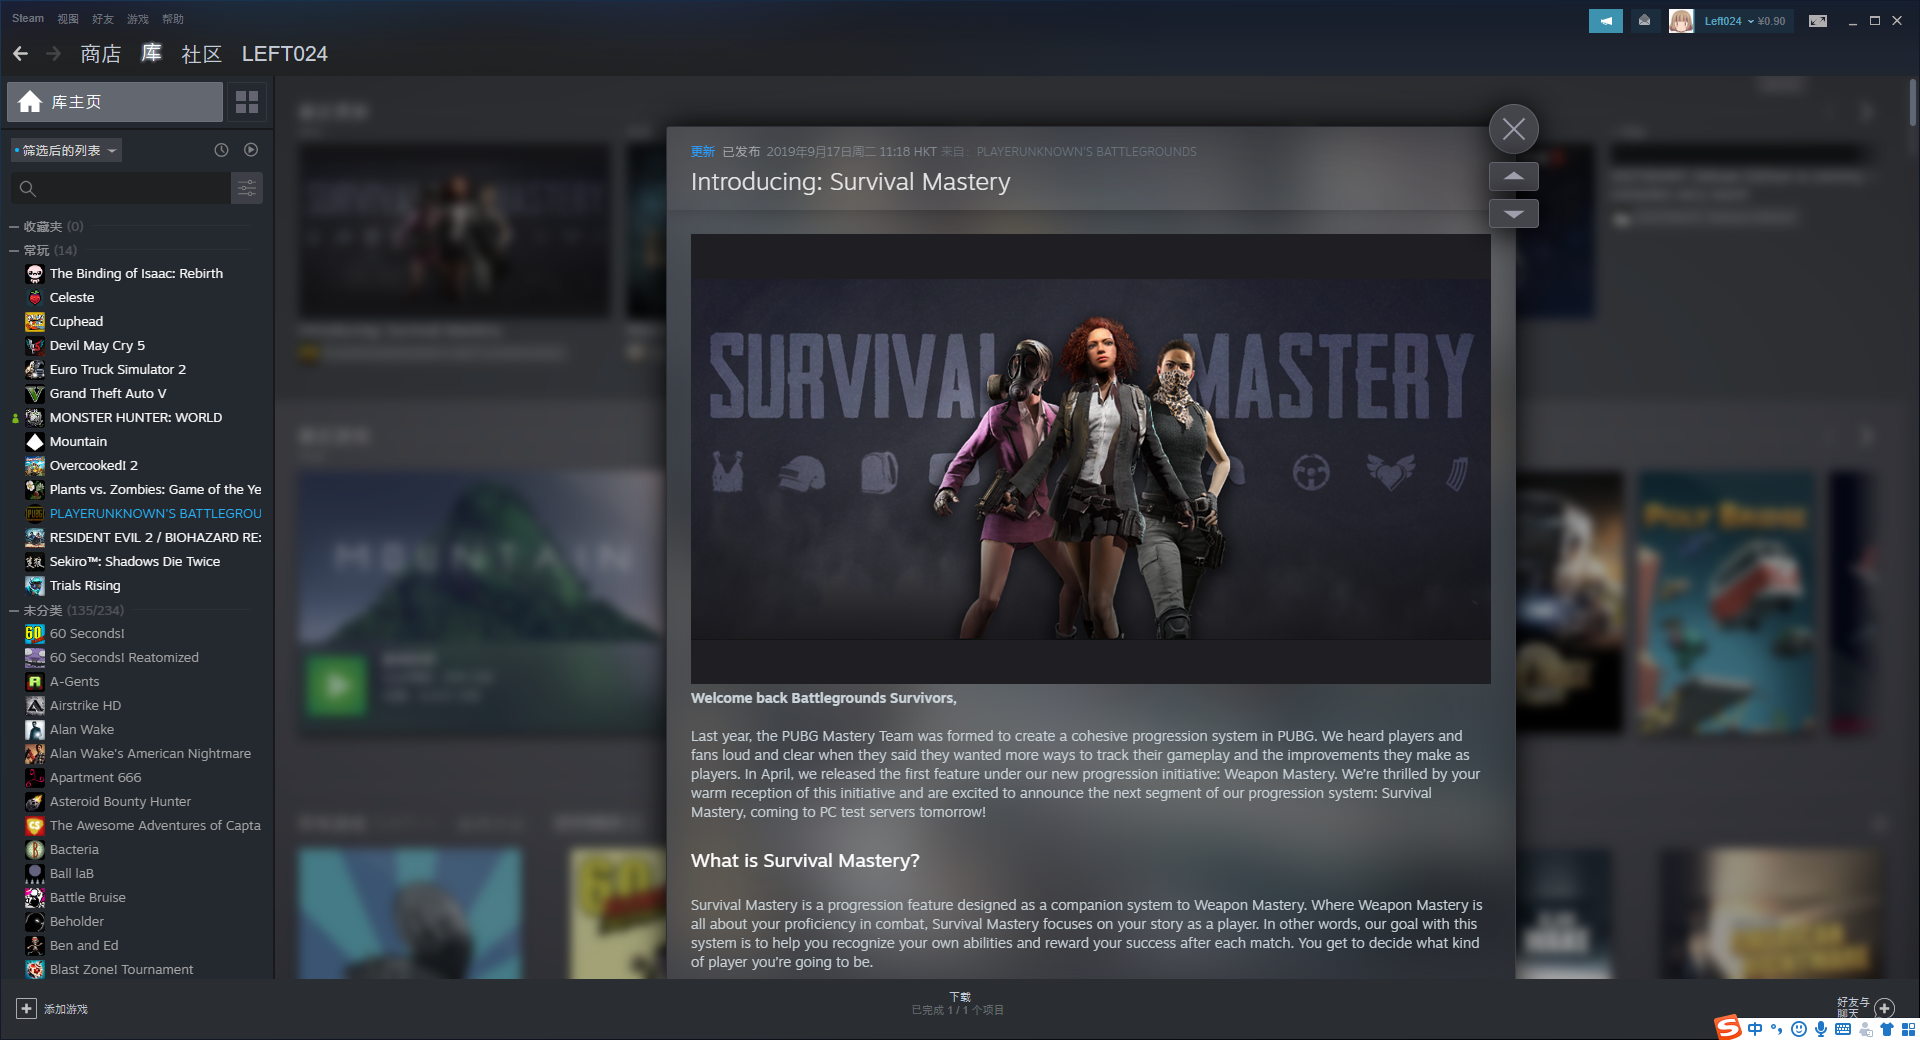 Steam 视图 好友 游戏 帮助
Left024 ¥0.90
商店 库 社区 LEFT024
库主页
筛选后的列表
收藏夹 (0)
常玩 (14)
The Binding of Isaac: Rebirth
Celeste
Cuphead
Devil May Cry 5
Euro Truck Simulator 2
Grand Theft Auto V
MONSTER HUNTER: WORLD
Mountain
Overcooked! 2
Plants vs. Zombies: Game of the Ye
PLAYERUNKNOWN'S BATTLEGROU
RESIDENT EVIL 2 / BIOHAZARD RE:
Sekiro™: Shadows Die Twice
Trials Rising
未分类 (135/234)
60 Seconds!
60 Seconds! Reatomized
A-Gents
Airstrike HD
Alan Wake
Alan Wake's American Nightmare
Apartment 666
Asteroid Bounty Hunter
The Awesome Adventures of Capta
Bacteria
Ball laB
Battle Bruise
Beholder
Ben and Ed
Blast Zone! Tournament
更新 已发布 2019年9月17日周二 11:18 HKT 来自: PLAYERUNKNOWN'S BATTLEGROUNDS
Introducing: Survival Mastery
SURVIVAL MASTERY
Welcome back Battlegrounds Survivors,
Last year, the PUBG Mastery Team was formed to create a cohesive progression system in PUBG. We heard players and
fans loud and clear when they said they wanted more ways to track their gameplay and the improvements they make as
players. In April, we released the first feature under our new progression initiative: Weapon Mastery. We're thrilled by your
warm reception of this initiative and are excited to announce the next segment of our progression system: Survival
Mastery, coming to PC test servers tomorrow!
What is Survival Mastery?
Survival Mastery is a progression feature designed as a companion system to Weapon Mastery. Where Weapon Mastery is
all about your proficiency in combat, Survival Mastery focuses on your story as a player. In other words, our goal with this
system is to help you recognize your own abilities and reward your success after each match. You get to decide what kind
of player you're going to be.
MOUNTAIN
POLY BRIDGE
添加游戏
下载
已完成 1 / 1 个项目
好友与
聊天
中